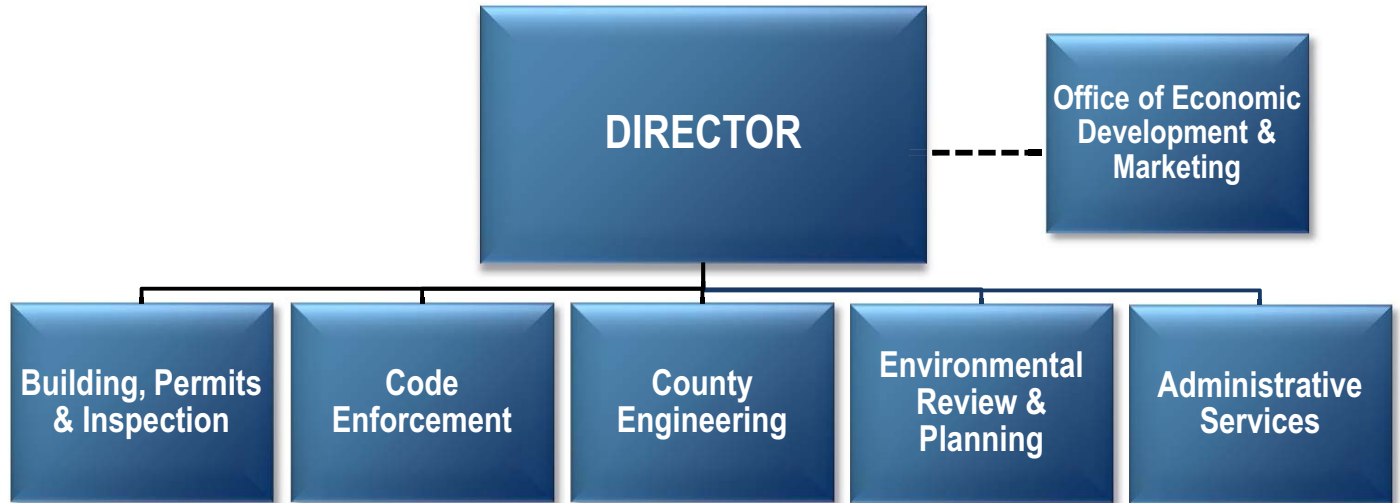 DIRECTOR
Office of Economic
Development &
Marketing
Building, Permits
& Inspection
Code
Enforcement
County
Engineering
Environmental
Review &
Planning
Administrative
Services